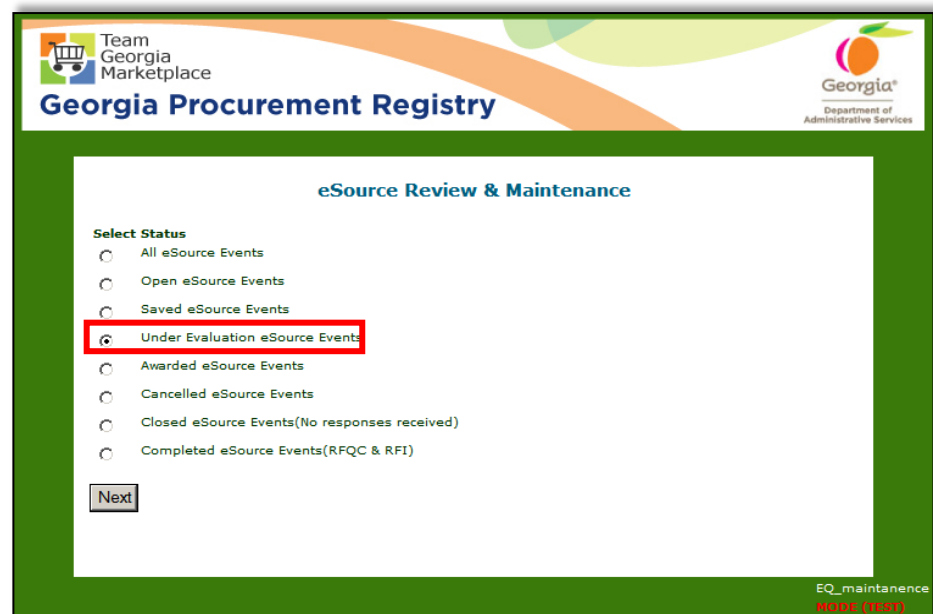 Team
Georgia
Marketplace
Georgia Procurement Registry
Georgia®
Department of
Administrative Services
eSource Review & Maintenance
Select Status
All eSource Events
Open eSource Events
Saved eSource Events
Under Evaluation eSource Events
Awarded eSource Events
Cancelled eSource Events
Closed eSource Events(No responses received)
Completed eSource Events(RFQC & RFI)
Next
EQ_maintanence
MODE (TEST)